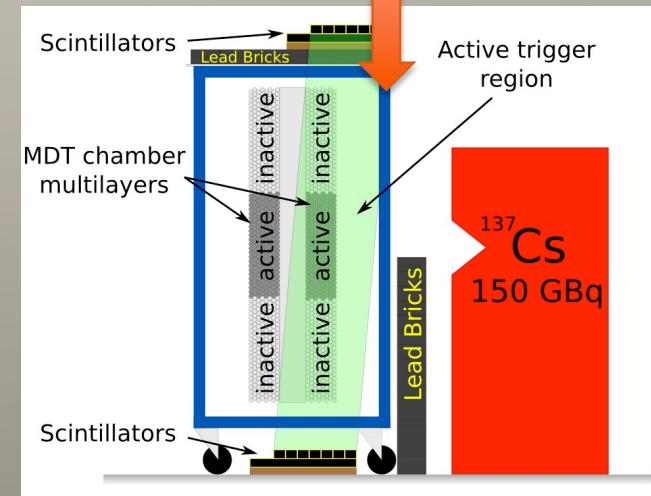 Scintillators
Lead Bricks
Active trigger
region
MDT chamber
multilayers
inactive
inactive
active
active
inactive
inactive
137Cs
150 GBq
Lead Bricks
Scintillators